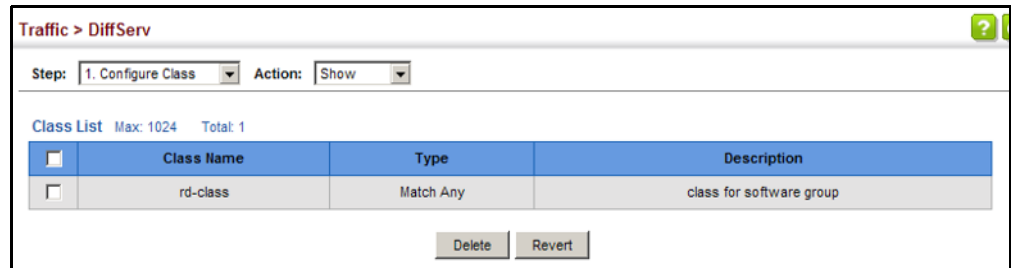 Traffic > DiffServ ?
Step: 1. Configure Class Action: Show
Class List Max: 1024 Total: 1
Class Name Type Description
rd-class Match Any class for software group
Delete Revert